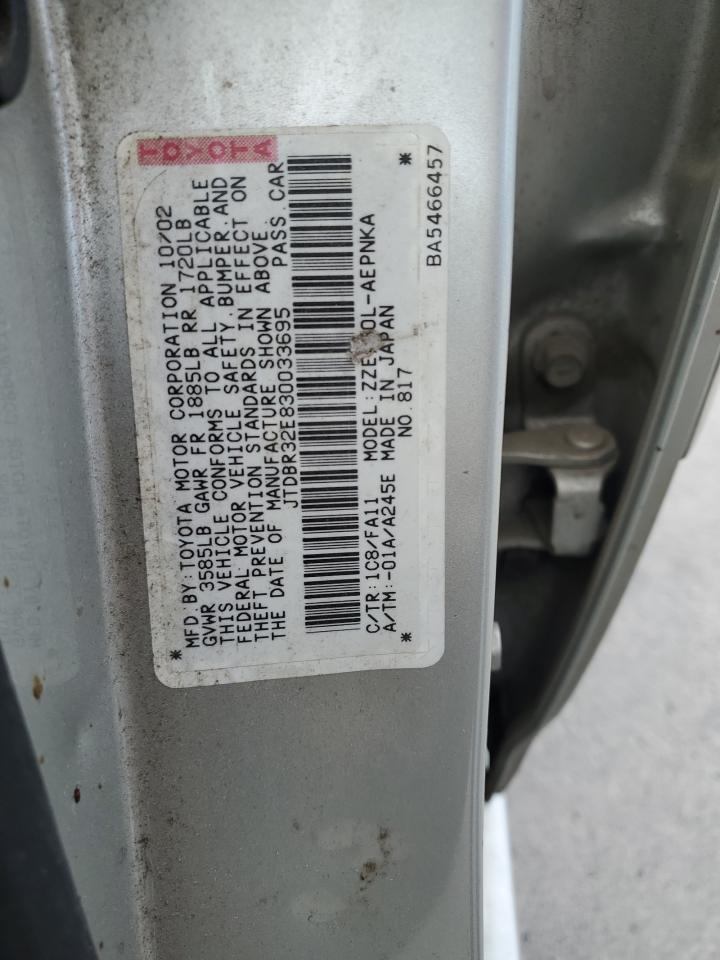 TOYOTA
*MFD.BY:TOYOTA MOTOR CORPORATION 10/02
GVWR 3585LB GAWR FR 1885LB RR 1720LB
THIS VEHICLE CONFORMS TO ALL APPLICABLE
FEDERAL MOTOR VEHICLE SAFETY,BUMPER,AND
THEFT PREVENTION STANDARDS IN EFFECT ON
THE DATE OF MANUFACTURE SHOWN ABOVE
JTDBR32E830033695 PASS.CAR
C/TR:1C8/FA11 MODEL:ZZE 0L-AEPNKA
A/TM:-01A/A245E MADE IN JAPAN
* NO.817 *
BA5466457